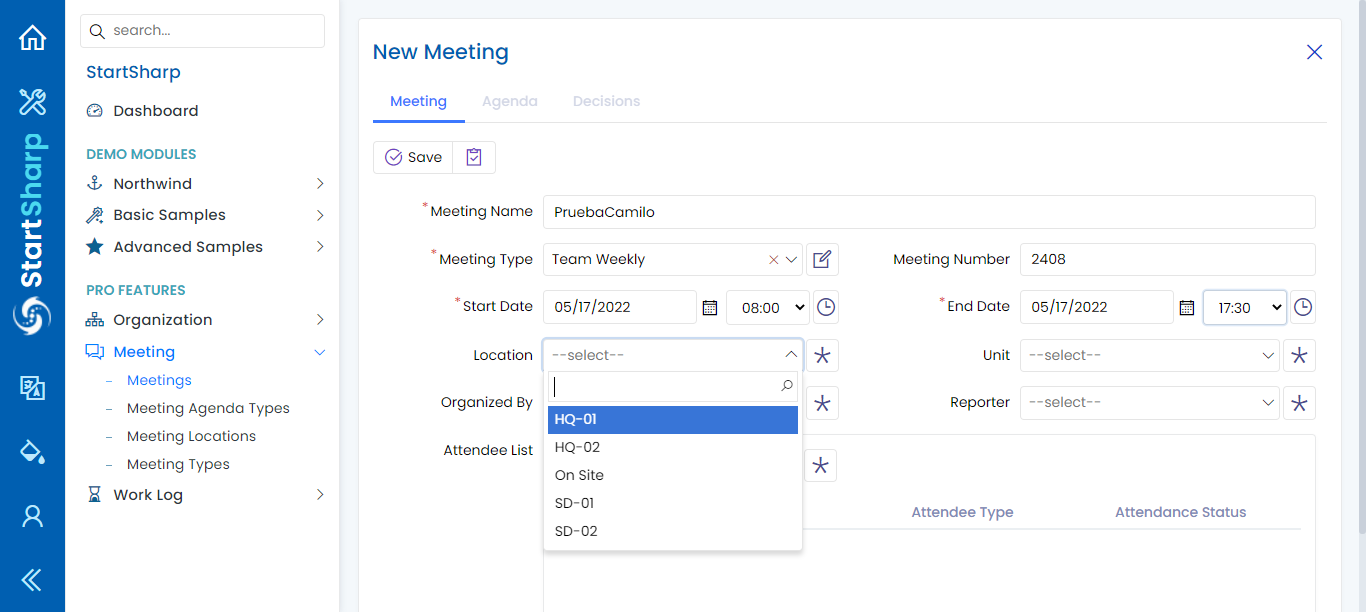 search...
StartSharp
StartSharp
Dashboard
DEMO MODULES
Northwind
Basic Samples
Advanced Samples
PRO FEATURES
Organization
Meeting
Meetings
Meeting Agenda Types
Meeting Locations
Meeting Types
Work Log
New Meeting
Meeting Agenda Decisions
Save
*Meeting Name PruebaCamilo
*Meeting Type Team Weekly Meeting Number 2408
*Start Date 05/17/2022 08:00 *End Date 05/17/2022 17:30
Location --select-- Unit --select--
Organized By Reporter --select--
HQ-01
HQ-02
Attendee List
On Site
SD-01
SD-02
Attendee Type Attendance Status